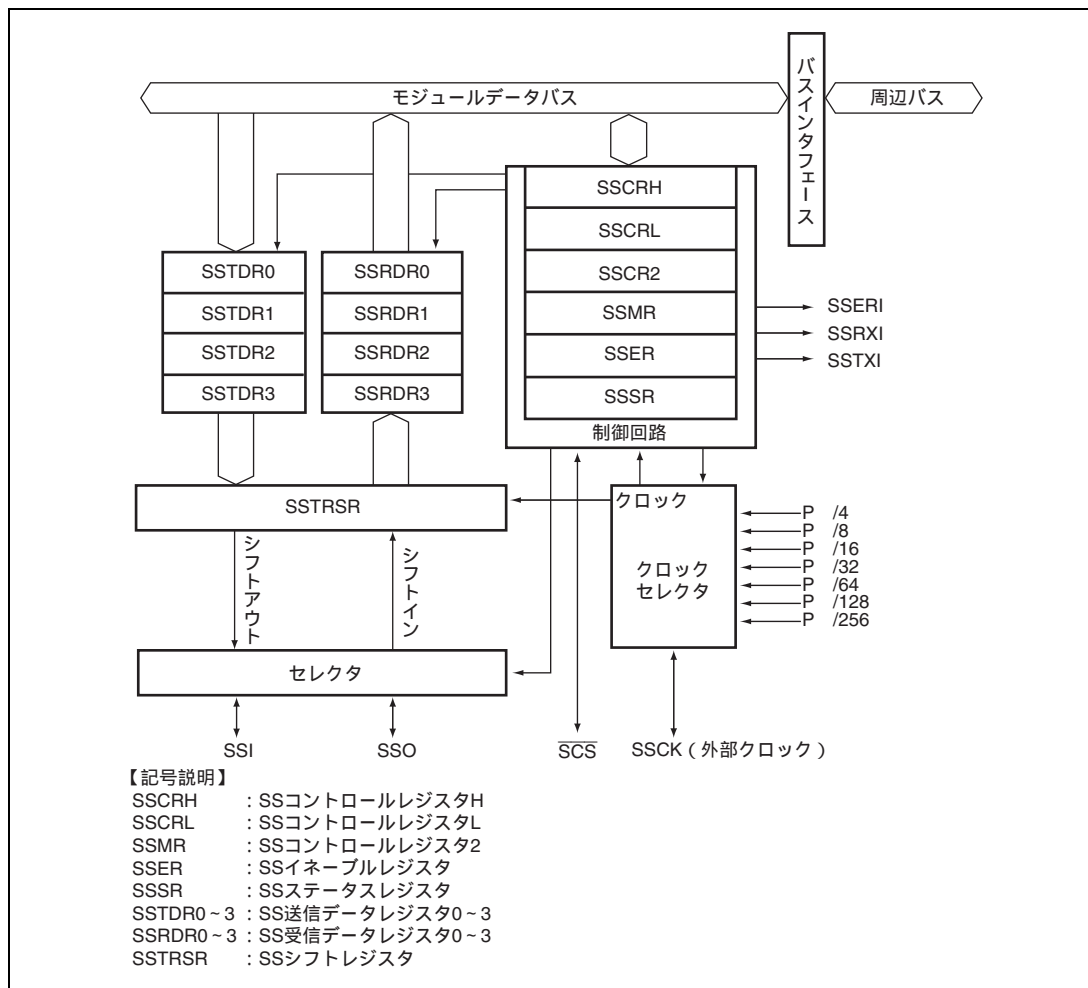 バスインタフェース
モジュールデータバス
周辺バス
SSCRH
SSCRL
SSCR2
SSMR
SSER
SSSR
制御回路
SSTDR0
SSTDR1
SSTDR2
SSTDR3
SSRDR0
SSRDR1
SSRDR2
SSRDR3
SSERI
SSRXI
SSTXI
SSTRSR
クロック
クロック
セレクタ
P /4
P /8
P /16
P /32
P /64
P /128
P /256
シフトアウト
シフトイン
セレクタ
SSI
SSO
SCS
SSCK（外部クロック）
【記号説明】
SSCRH : SSコントロールレジスタH
SSCRL : SSコントロールレジスタL
SSMR : SSコントロールレジスタ2
SSER : SSイネーブルレジスタ
SSSR : SSステータスレジスタ
SSTDR0~3 : SS送信データレジスタ0~3
SSRDR0~3 : SS受信データレジスタ0~3
SSTRSR : SSシフトレジスタ